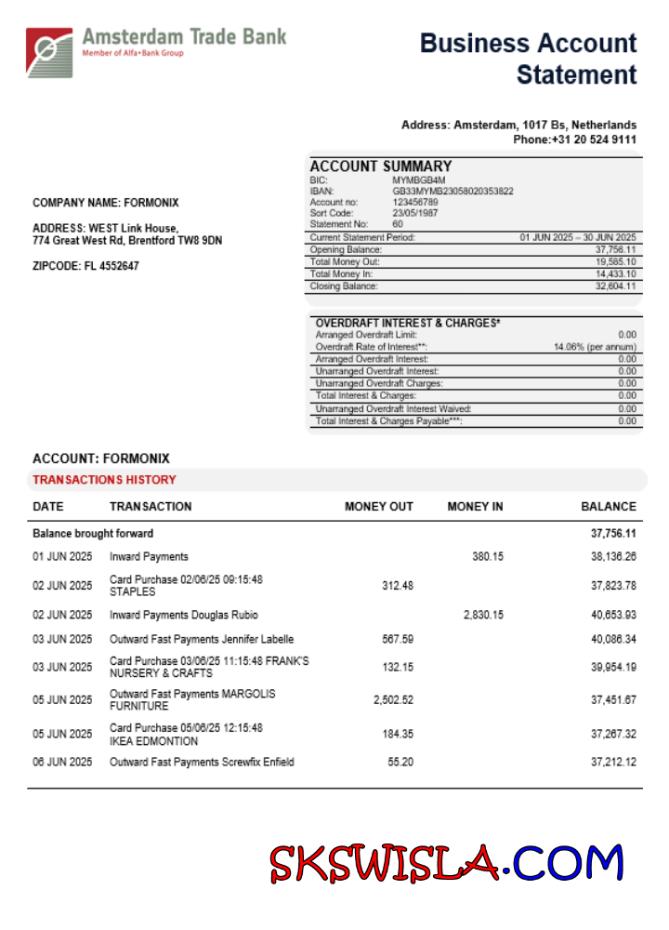 Amsterdam Trade Bank
Member of Alfa•Bank Group
Business Account
Statement
Address: Amsterdam, 1017 Bs, Netherlands
Phone:+31 20 524 9111
COMPANY NAME: FORMONIX
ADDRESS: WEST Link House,
774 Great West Rd, Brentford TW8 9DN
ZIPCODE: FL 4552647
ACCOUNT SUMMARY
BIC: MYMBGB4M
IBAN: GB33MYMB23058020353822
Account no: 123456789
Sort Code: 23/05/1987
Statement No: 60
Current Statement Period: 01 JUN 2025 – 30 JUN 2025
Opening Balance: 37,756.11
Total Money Out: 19,585.10
Total Money In: 14,433.10
Closing Balance: 32,604.11
OVERDRAFT INTEREST & CHARGES*
Arranged Overdraft Limit: 0.00
Overdraft Rate of Interest**: 14.06% (per annum)
Arranged Overdraft Interest: 0.00
Unarranged Overdraft Interest: 0.00
Unarranged Overdraft Charges: 0.00
Total Interest & Charges: 0.00
Unarranged Overdraft Interest Waived: 0.00
Total Interest & Charges Payable***: 0.00
ACCOUNT: FORMONIX
TRANSACTIONS HISTORY
DATE TRANSACTION MONEY OUT MONEY IN BALANCE
Balance brought forward 37,756.11
01 JUN 2025 Inward Payments 380.15 38,136.26
02 JUN 2025 Card Purchase 02/06/25 09:15:48 312.48 37,823.78
STAPLES
02 JUN 2025 Inward Payments Douglas Rubio 2,830.15 40,653.93
03 JUN 2025 Outward Fast Payments Jennifer Labelle 567.59 40,086.34
03 JUN 2025 Card Purchase 03/06/25 11:15:48 FRANK'S 132.15 39,954.19
NURSERY & CRAFTS
05 JUN 2025 Outward Fast Payments MARGOLIS 2,502.52 37,451.67
FURNITURE
05 JUN 2025 Card Purchase 05/06/25 12:15:48 184.35 37,267.32
IKEA EDMONTION
06 JUN 2025 Outward Fast Payments Screwfix Enfield 55.20 37,212.12
SKSWISLA.COM